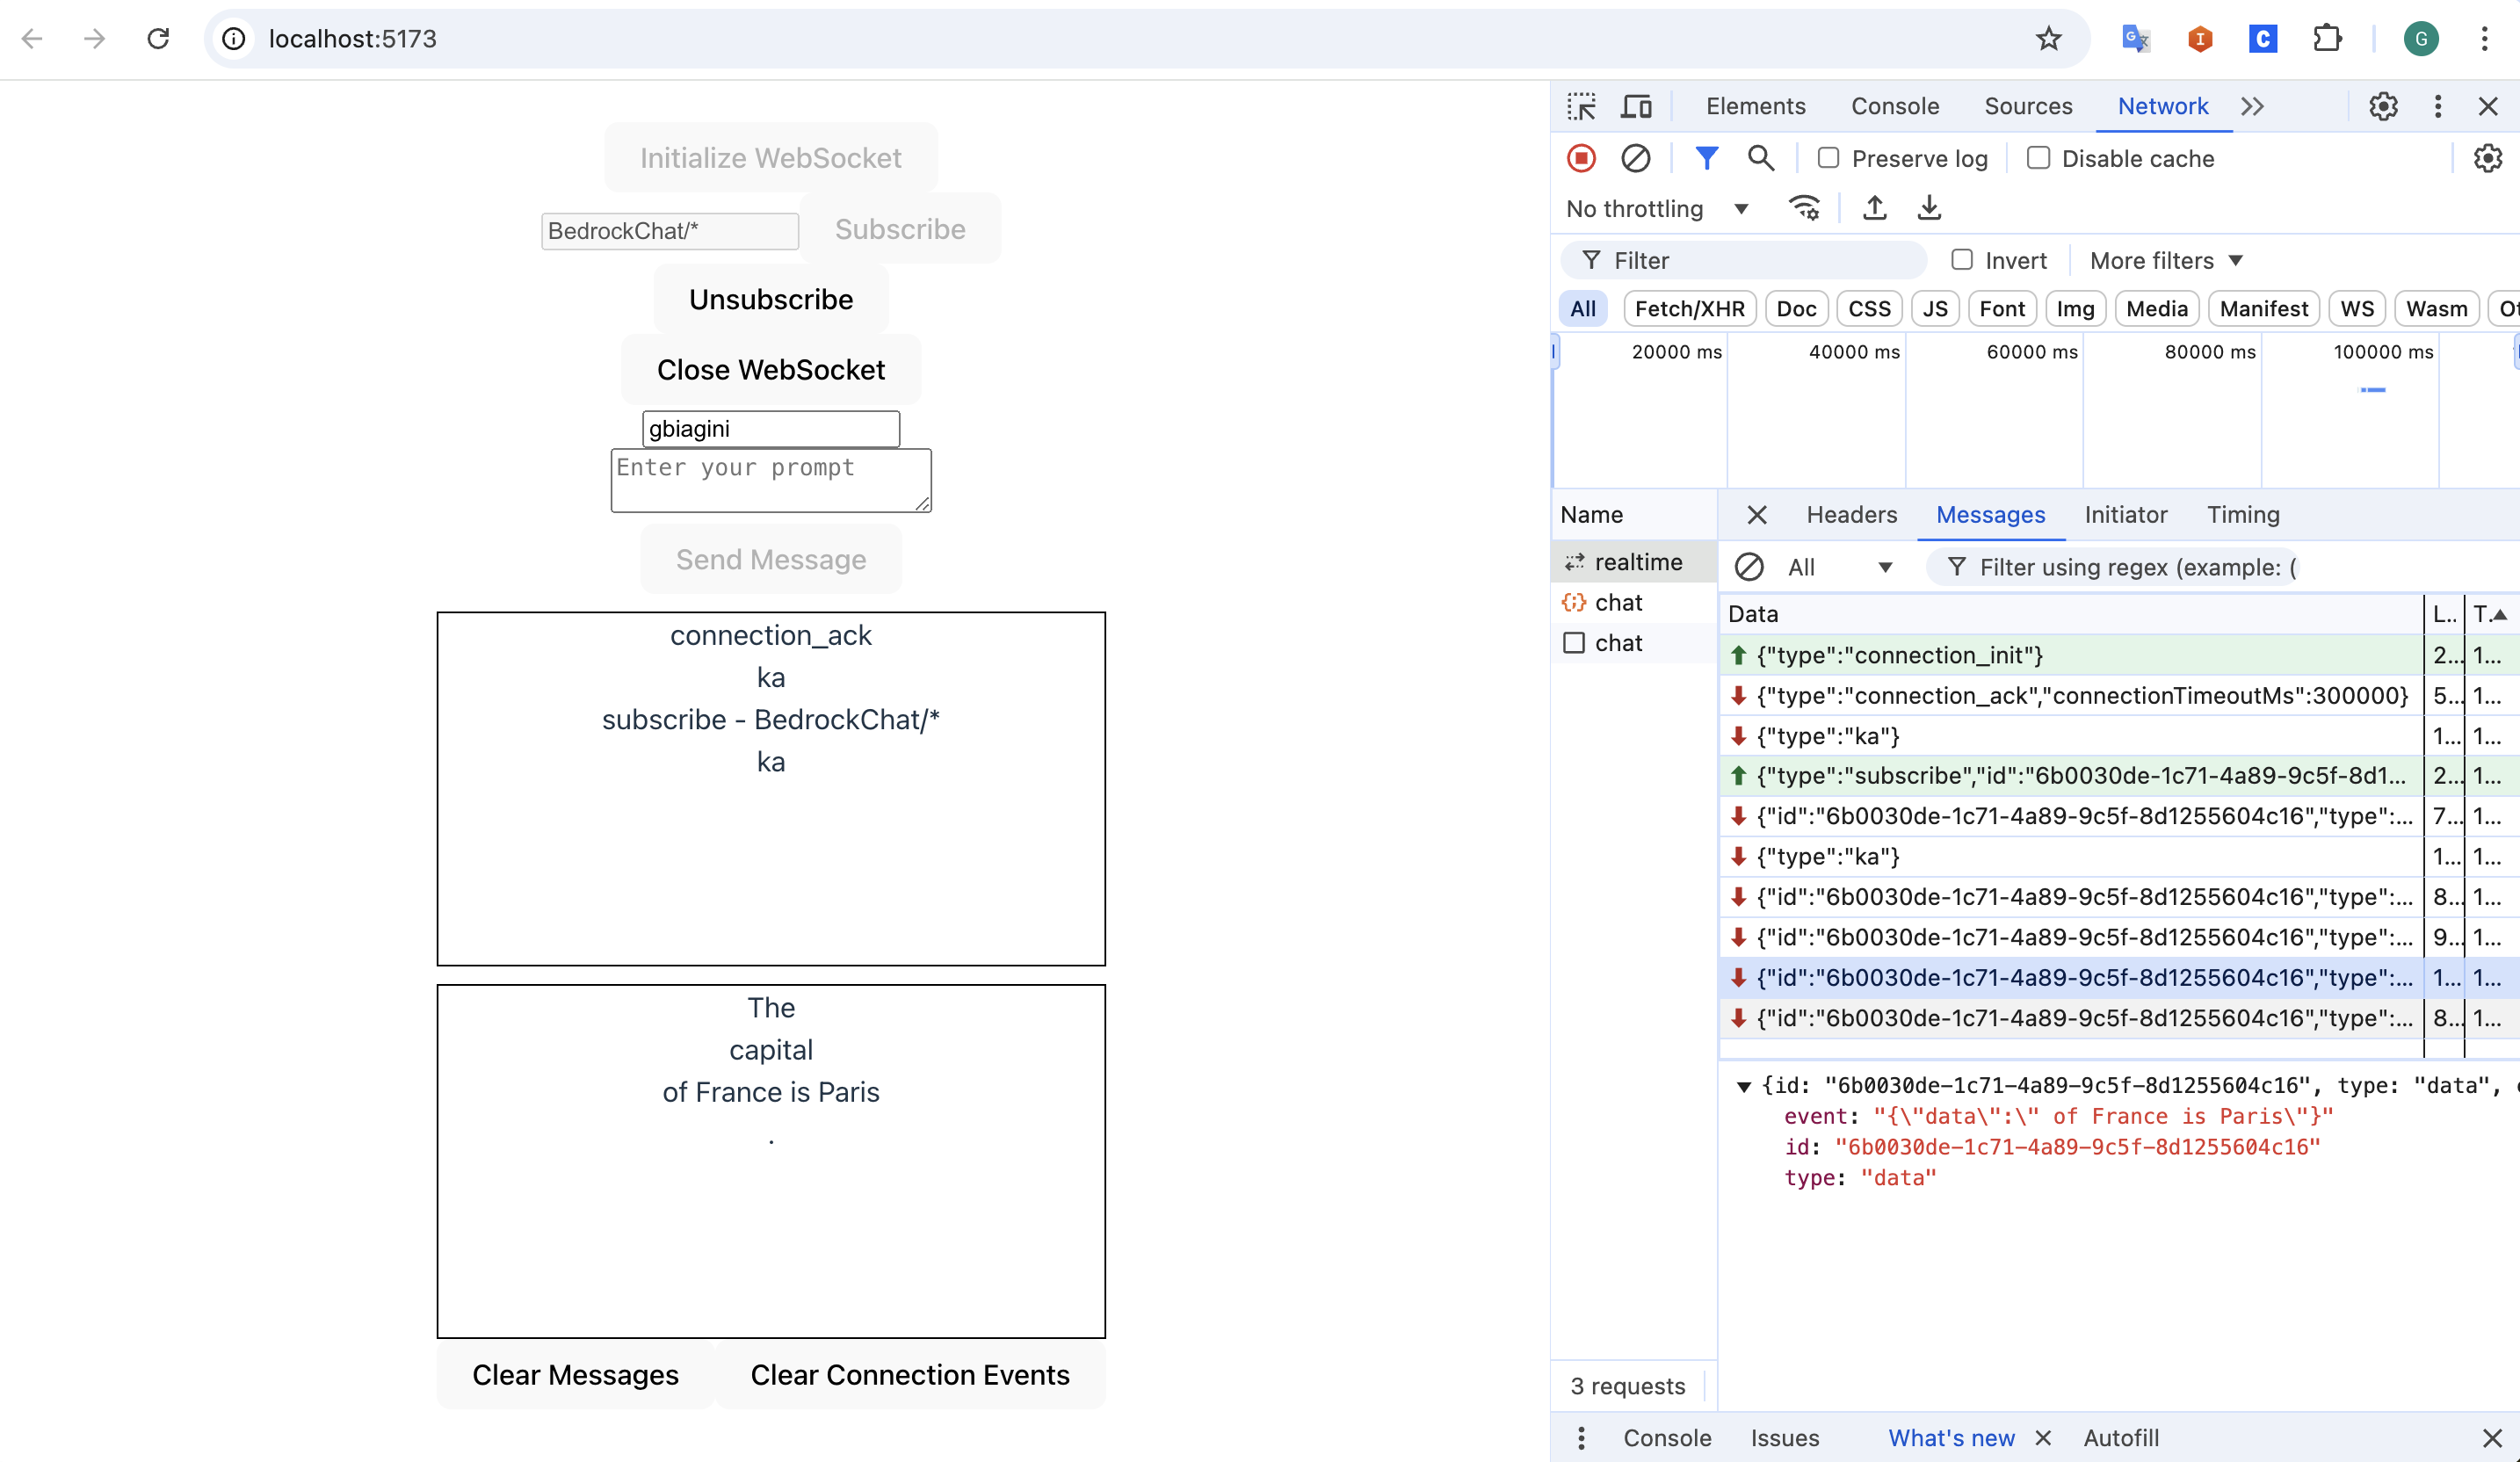 localhost:5173
G
Initialize WebSocket
BedrockChat/*
Subscribe
Unsubscribe
Close WebSocket
gbiagini
Enter your prompt
Send Message
connection_ack
ka
subscribe - BedrockChat/*
ka
The
capital
of France is Paris
.
Clear Messages
Clear Connection Events
Elements Console Sources Network
Preserve log Disable cache
No throttling
Filter Invert More filters
All Fetch/XHR Doc CSS JS Font Img Media Manifest WS Wasm Ot
20000 ms 40000 ms 60000 ms 80000 ms 100000 ms
Name Headers Messages Initiator Timing
realtime
chat
chat
All Filter using regex (example: (
Data L.. T.
{"type":"connection_init"} 2... 1...
{"type":"connection_ack","connectionTimeoutMs":300000} 5... 1...
{"type":"ka"} 1... 1...
{"type":"subscribe","id":"6b0030de-1c71-4a89-9c5f-8d1... 2... 1...
{"id":"6b0030de-1c71-4a89-9c5f-8d1255604c16","type":... 7... 1...
{"type":"ka"} 1... 1...
{"id":"6b0030de-1c71-4a89-9c5f-8d1255604c16","type":... 8... 1...
{"id":"6b0030de-1c71-4a89-9c5f-8d1255604c16","type":... 9... 1...
{"id":"6b0030de-1c71-4a89-9c5f-8d1255604c16","type":... 1... 1...
{"id":"6b0030de-1c71-4a89-9c5f-8d1255604c16","type":... 8... 1...
{id: "6b0030de-1c71-4a89-9c5f-8d1255604c16", type: "data",
event: "{\"data\":\" of France is Paris\"}"
id: "6b0030de-1c71-4a89-9c5f-8d1255604c16"
type: "data"
3 requests
Console Issues What's new Autofill